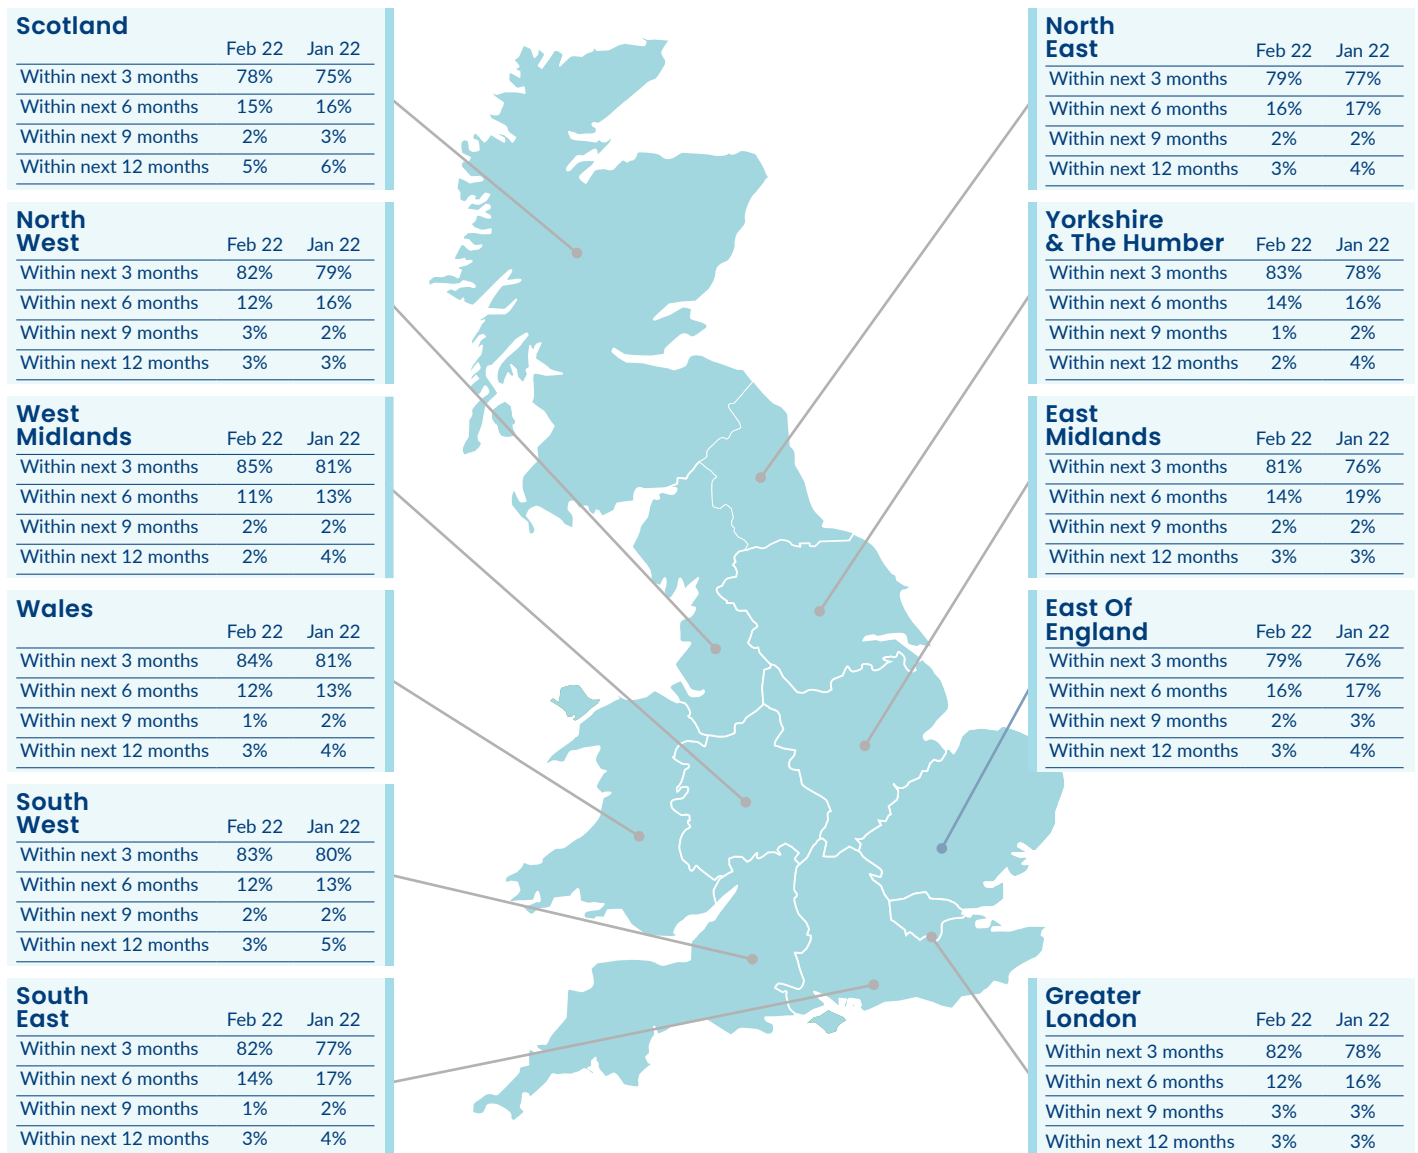 Scotland
Feb 22 Jan 22
Within next 3 months 78% 75%
Within next 6 months 15% 16%
Within next 9 months 2% 3%
Within next 12 months 5% 6%
North
West
Feb 22 Jan 22
Within next 3 months 82% 79%
Within next 6 months 12% 16%
Within next 9 months 3% 2%
Within next 12 months 3% 3%
West
Midlands
Feb 22 Jan 22
Within next 3 months 85% 81%
Within next 6 months 11% 13%
Within next 9 months 2% 2%
Within next 12 months 2% 4%
Wales
Feb 22 Jan 22
Within next 3 months 84% 81%
Within next 6 months 12% 13%
Within next 9 months 1% 2%
Within next 12 months 3% 4%
South
West
Feb 22 Jan 22
Within next 3 months 83% 80%
Within next 6 months 12% 13%
Within next 9 months 2% 2%
Within next 12 months 3% 5%
South
East
Feb 22 Jan 22
Within next 3 months 82% 77%
Within next 6 months 14% 17%
Within next 9 months 1% 2%
Within next 12 months 3% 4%
North
East
Feb 22 Jan 22
Within next 3 months 79% 77%
Within next 6 months 16% 17%
Within next 9 months 2% 2%
Within next 12 months 3% 4%
Yorkshire
& The Humber
Feb 22 Jan 22
Within next 3 months 83% 78%
Within next 6 months 14% 16%
Within next 9 months 1% 2%
Within next 12 months 2% 4%
East
Midlands
Feb 22 Jan 22
Within next 3 months 81% 76%
Within next 6 months 14% 19%
Within next 9 months 2% 2%
Within next 12 months 3% 3%
East Of
England
Feb 22 Jan 22
Within next 3 months 79% 76%
Within next 6 months 16% 17%
Within next 9 months 2% 3%
Within next 12 months 3% 4%
Greater
London
Feb 22 Jan 22
Within next 3 months 82% 78%
Within next 6 months 12% 16%
Within next 9 months 3% 3%
Within next 12 months 3% 3%